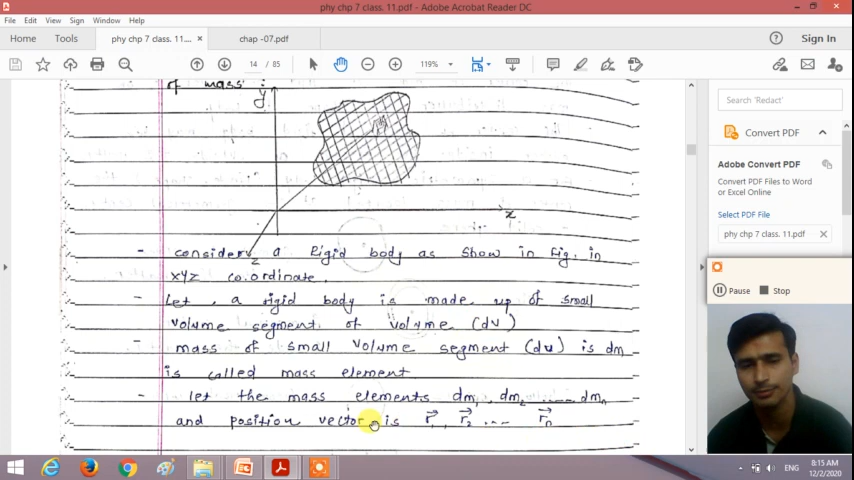 phy chp 7 class. 11.pdf - Adobe Acrobat Reader DC
File Edit View Sign Window Help
Home Tools phy chp 7 class. 11.... × chap -07.pdf Sign In
14 / 85 119%
of mass
y
x
z
- consider a Rigid body as show in Fig. in
xyz co.ordinate.
- Let, a rigid body is made up of small
volume segment of volume (dv)
- mass of small volume segment (dv) is dm
is called mass element
- let the mass elements dm1, dm2 ...... dmn
and position vector is r⃗1, r⃗2 .... r⃗n
Search 'Redact'
Convert PDF
Adobe Convert PDF
Convert PDF Files to Word
or Excel Online
Select PDF File
phy chp 7 class. 11.pdf ×
Pause Stop
ENG
8:15 AM
12/2/2020